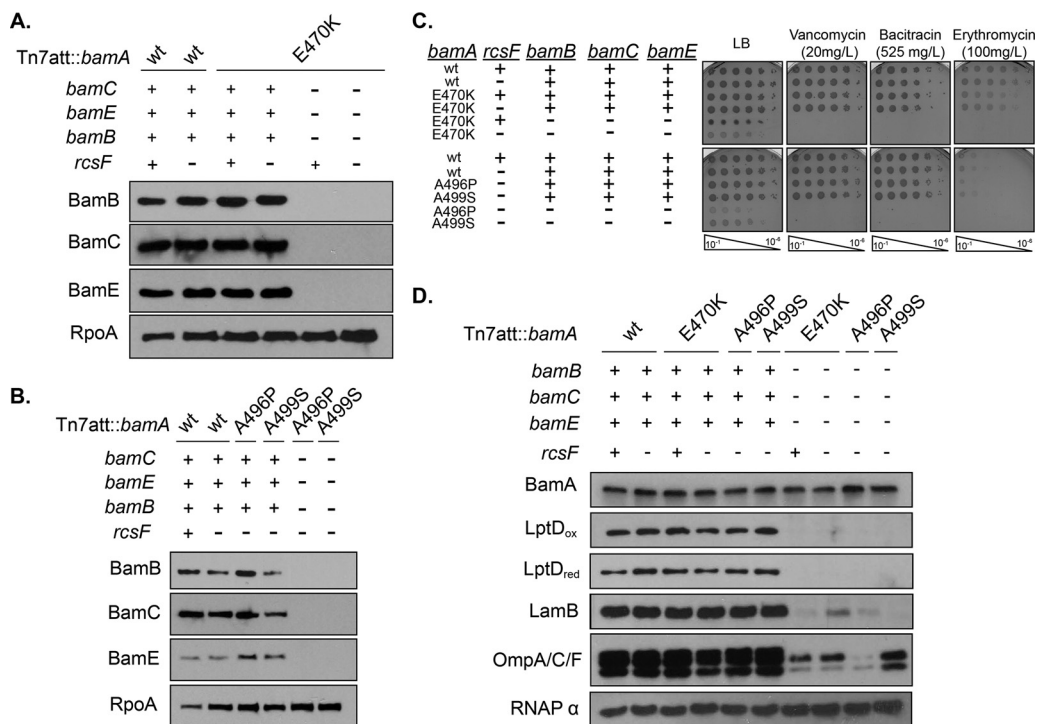 A.
Tn7att::bamA wt wt E470K
bamC + + + + - -
bamE + + + + - -
bamB + + + + - -
rcsF + - + - + -
BamB
BamC
BamE
RpoA
B.
Tn7att::bamA wt wt A496P A499S A496P A499S
bamC + + + + - -
bamE + + + + - -
bamB + + + + - -
rcsF + - - - - -
BamB
BamC
BamE
RpoA
C.
bamA rcsF bamB bamC bamE
wt + + + +
wt - + + +
E470K + + + +
E470K - + + +
E470K + - - -
E470K - - - -
wt + + + +
wt - + + +
A496P - + + +
A499S - + + +
A496P - - - -
A499S - - - -
LB
Vancomycin
(20mg/L)
Bacitracin
(525 mg/L)
Erythromycin
(100mg/L)
10-1 10-6 10-1 10-6 10-1 10-6 10-1 10-6
D.
Tn7att::bamA wt E470K A496P A499S E470K A496P A499S
bamB + + + + + + - - - -
bamC + + + + + + - - - -
bamE + + + + + + - - - -
rcsF + - + - - - + - - -
BamA
LptDox
LptDred
LamB
OmpA/C/F
RNAP α